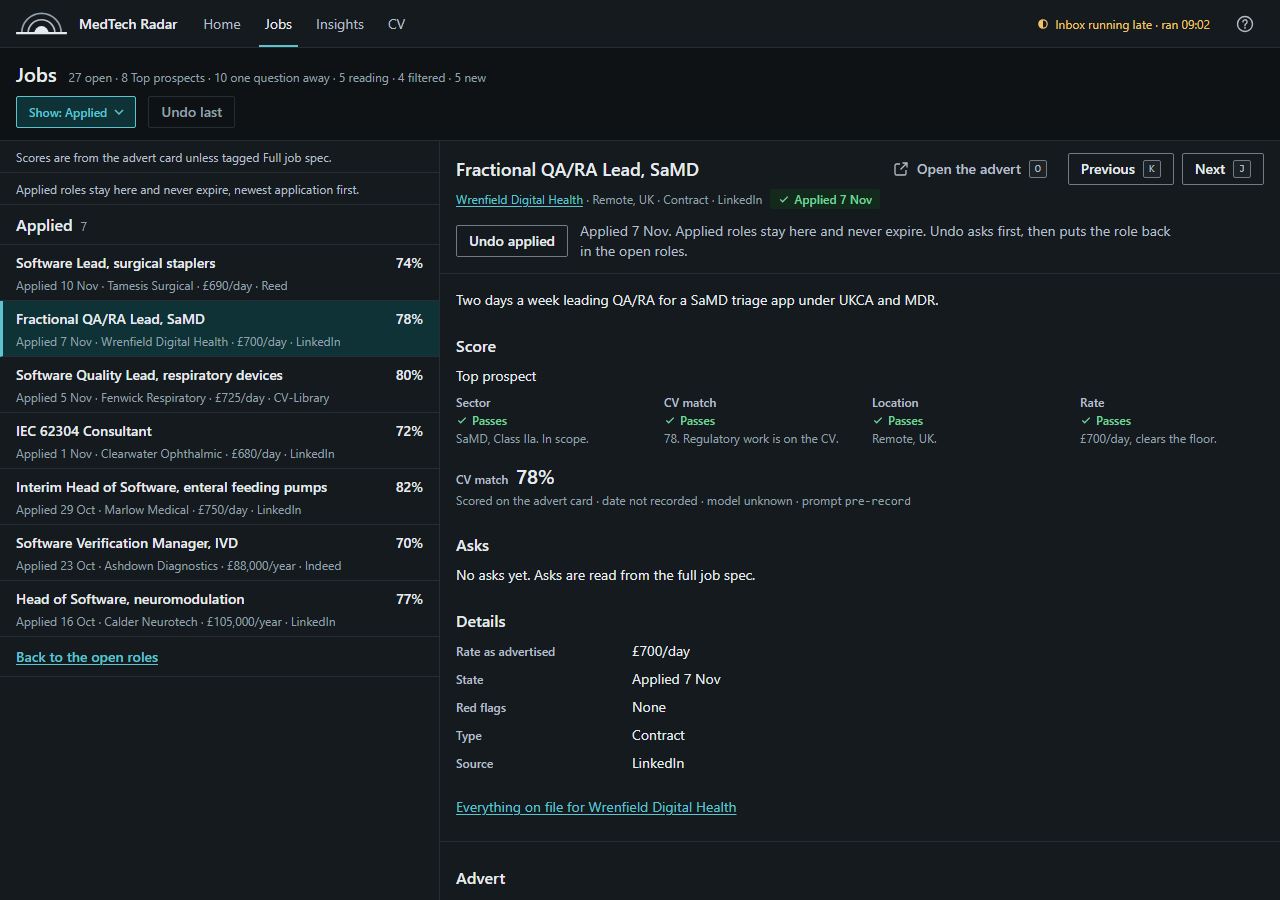 MedTech Radar Home Jobs Insights CV Inbox running late · ran 09:02 ?
Jobs 27 open · 8 Top prospects · 10 one question away · 5 reading · 4 filtered · 5 new
Show: Applied Undo last
Scores are from the advert card unless tagged Full job spec.
Applied roles stay here and never expire, newest application first.
Applied 7
Software Lead, surgical staplers 74%
Applied 10 Nov · Tamesis Surgical · £690/day · Reed
Fractional QA/RA Lead, SaMD 78%
Applied 7 Nov · Wrenfield Digital Health · £700/day · LinkedIn
Software Quality Lead, respiratory devices 80%
Applied 5 Nov · Fenwick Respiratory · £725/day · CV-Library
IEC 62304 Consultant 72%
Applied 1 Nov · Clearwater Ophthalmic · £680/day · LinkedIn
Interim Head of Software, enteral feeding pumps 82%
Applied 29 Oct · Marlow Medical · £750/day · LinkedIn
Software Verification Manager, IVD 70%
Applied 23 Oct · Ashdown Diagnostics · £88,000/year · Indeed
Head of Software, neuromodulation 77%
Applied 16 Oct · Calder Neurotech · £105,000/year · LinkedIn
Back to the open roles
Fractional QA/RA Lead, SaMD Open the advert O Previous K Next J
Wrenfield Digital Health · Remote, UK · Contract · LinkedIn Applied 7 Nov
Undo applied
Applied 7 Nov. Applied roles stay here and never expire. Undo asks first, then puts the role back
in the open roles.
Two days a week leading QA/RA for a SaMD triage app under UKCA and MDR.
Score
Top prospect
Sector CV match Location Rate
Passes Passes Passes Passes
SaMD, Class IIa. In scope. 78. Regulatory work is on the CV. Remote, UK. £700/day, clears the floor.
CV match 78%
Scored on the advert card · date not recorded · model unknown · prompt pre-record
Asks
No asks yet. Asks are read from the full job spec.
Details
Rate as advertised £700/day
State Applied 7 Nov
Red flags None
Type Contract
Source LinkedIn
Everything on file for Wrenfield Digital Health
Advert